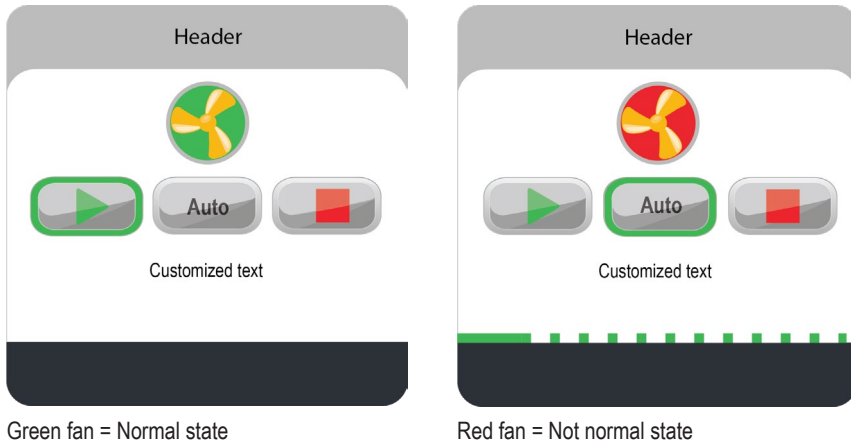 Header
Auto
Customized text
Green fan = Normal state
Header
Auto
Customized text
Red fan = Not normal state